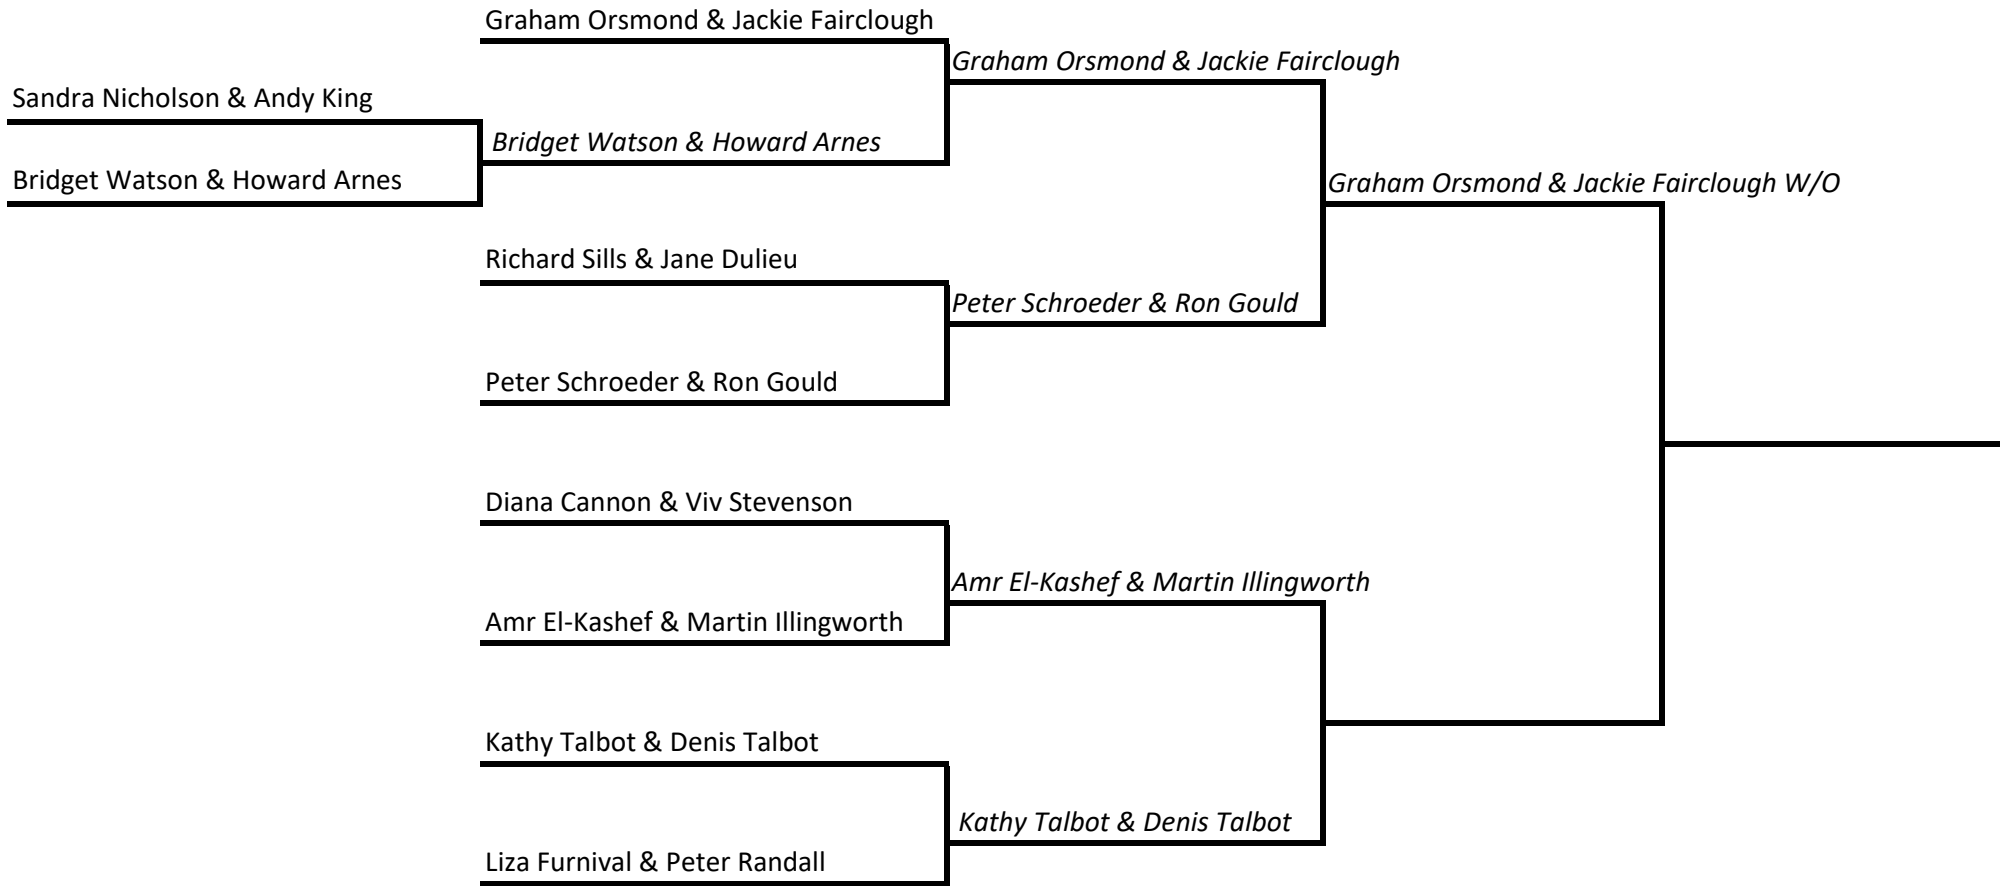 Graham Orsmond & Jackie Fairclough
Graham Orsmond & Jackie Fairclough
Sandra Nicholson & Andy King
Bridget Watson & Howard Arnes
Bridget Watson & Howard Arnes
Graham Orsmond & Jackie Fairclough W/O
Richard Sills & Jane Dulieu
Peter Schroeder & Ron Gould
Peter Schroeder & Ron Gould
Diana Cannon & Viv Stevenson
Amr El-Kashef & Martin Illingworth
Amr El-Kashef & Martin Illingworth
Kathy Talbot & Denis Talbot
Kathy Talbot & Denis Talbot
Liza Furnival & Peter Randall